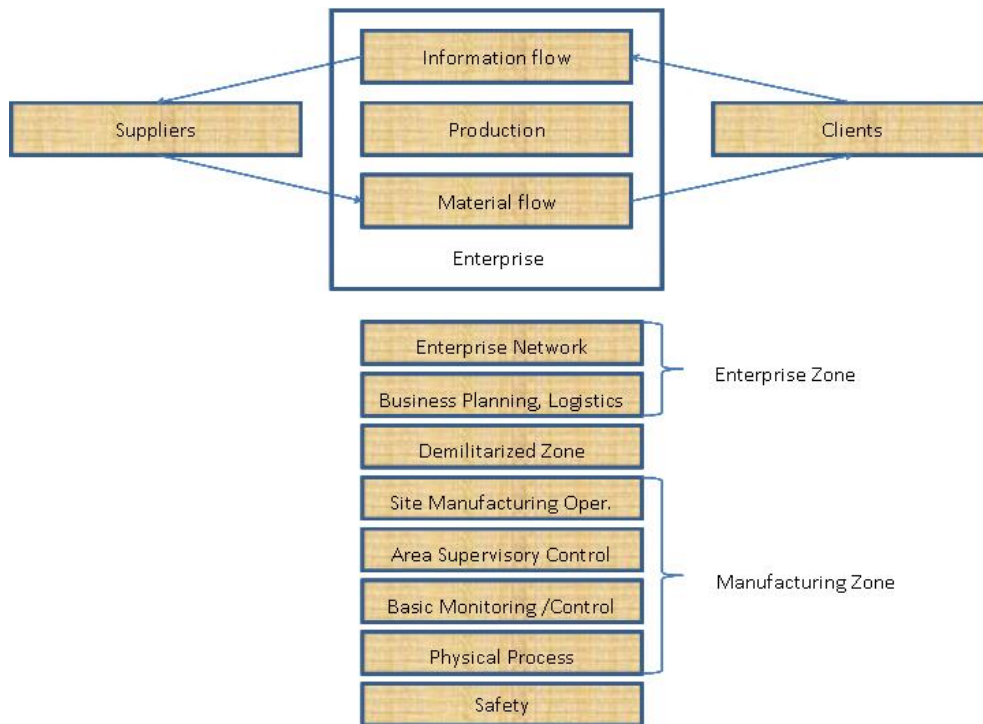 Information flow
Suppliers
Production
Clients
Material flow
Enterprise
Enterprise Network
Enterprise Zone
Business Planning, Logistics
Demilitarized Zone
Site Manufacturing Oper.
Area Supervisory Control
Manufacturing Zone
Basic Monitoring /Control
Physical Process
Safety